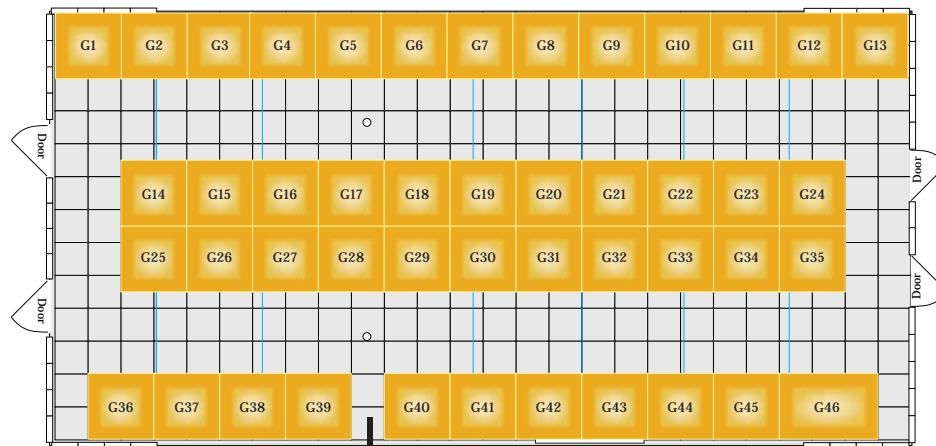 G1 G2 G3 G4 G5 G6 G7 G8 G9 G10 G11 G12 G13
Door
Door
G14 G15 G16 G17 G18 G19 G20 G21 G22 G23 G24
G25 G26 G27 G28 G29 G30 G31 G32 G33 G34 G35
Door
Door
G36 G37 G38 G39 G40 G41 G42 G43 G44 G45 G46